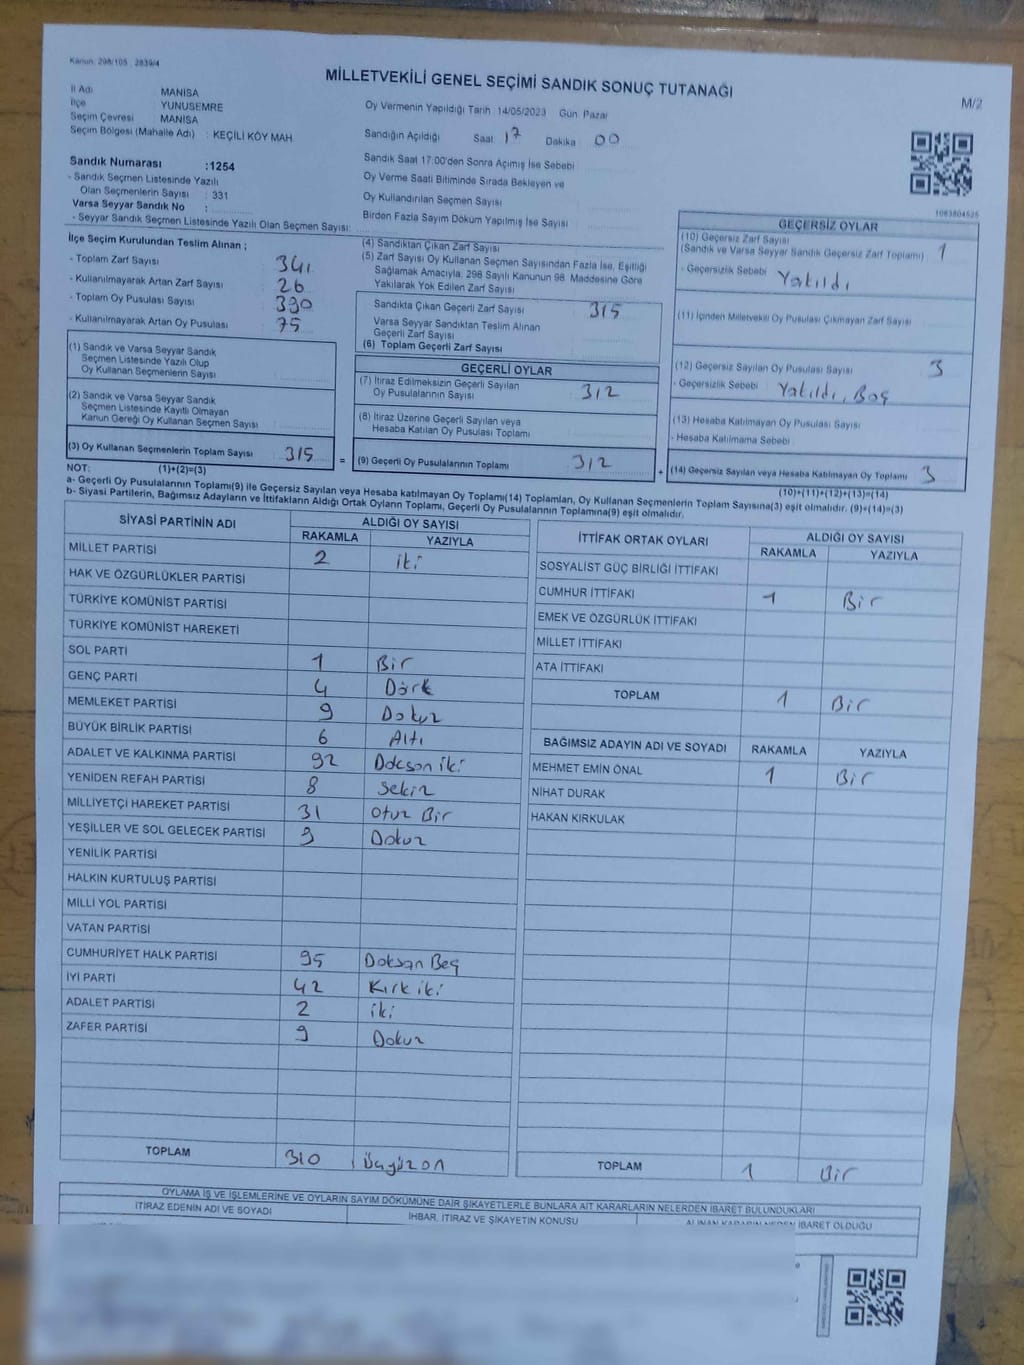 Kanun: 298/105 , 2839/4
MİLLETVEKİLİ GENEL SEÇİMİ SANDIK SONUÇ TUTANAĞI
M/2
İl Adı MANİSA
İlçe YUNUSEMRE
Seçim Çevresi MANİSA
Seçim Bölgesi (Mahalle Adı) : KEÇİLİ KÖY MAH
Oy Vermenin Yapıldığı Tarih 14/05/2023 Gün Pazar
Sandığın Açıldığı Saat 17 Dakika 00
Sandık Saat 17:00'den Sonra Açımış İse Sebebi
Oy Verme Saati Bitiminde Sırada Bekleyen ve
Oy Kullandırılan Seçmen Sayısı
Birden Fazla Sayım Döküm Yapılmış İse Sayısı
Sandık Numarası :1254
- Sandık Seçmen Listesinde Yazılı
Olan Seçmenlerin Sayısı : 331
Varsa Seyyar Sandık No :
- Seyyar Sandık Seçmen Listesinde Yazılı Olan Seçmen Sayısı:
1083804525
İlçe Seçim Kurulundan Teslim Alınan ;
- Toplam Zarf Sayısı : 341
- Kullanılmayarak Artan Zarf Sayısı : 26
- Toplam Oy Pusulası Sayısı : 390
- Kullanılmayarak Artan Oy Pusulası : 75
(1) Sandık ve Varsa Seyyar Sandık
Seçmen Listesinde Yazılı Olup
Oy Kullanan Seçmenlerin Sayısı
(2) Sandık ve Varsa Seyyar Sandık
Seçmen Listesinde Kayıtlı Olmayan
Kanun Gereği Oy Kullanan Seçmen Sayısı
(3) Oy Kullanan Seçmenlerin Toplam Sayısı 315
(4) Sandıktan Çıkan Zarf Sayısı
(5) Zarf Sayısı Oy Kullanan Seçmen Sayısından Fazla İse, Eşitliği
Sağlamak Amacıyla. 298 Sayılı Kanunun 98. Maddesine Göre
Yakılarak Yok Edilen Zarf Sayısı
Sandıkta Çıkan Geçerli Zarf Sayısı 315
Varsa Seyyar Sandıktan Teslim Alınan
Geçerli Zarf Sayısı
(6) Toplam Geçerli Zarf Sayısı
GEÇERLİ OYLAR
(7) İtiraz Edilmeksizin Geçerli Sayılan
Oy Pusulalarının Sayısı 312
(8) İtiraz Üzerine Geçerli Sayılan veya
Hesaba Katılan Oy Pusulası Toplamı
= (9) Geçerli Oy Pusulalarının Toplamı 312
GEÇERSİZ OYLAR
(10) Geçersiz Zarf Sayısı
(Sandık ve Varsa Seyyar Sandık Geçersiz Zarf Toplamı) 1
- Geçersizlik Sebebi Yakıldı
(11) İçinden Milletvekili Oy Pusulası Çıkmayan Zarf Sayısı
(12) Geçersiz Sayılan Oy Pusulası Sayısı 3
- Geçersizlik Sebebi : Yakıldı, Boş
(13) Hesaba Katılmayan Oy Pusulası Sayısı
- Hesaba Katılmama Sebebi
+ (14) Geçersiz Sayılan veya Hesaba Katılmayan Oy Toplamı 3
NOT: (1)+(2)=(3)
(10)+(11)+(12)+(13)=(14)
a- Geçerli Oy Pusulalarının Toplamı(9) ile Geçersiz Sayılan veya Hesaba katılmayan Oy Toplamı(14) Toplamları, Oy Kullanan Seçmenlerin Toplam Sayısına(3) eşit olmalıdır. (9)+(14)=(3)
b- Siyasi Partilerin, Bağımsız Adayların ve İttifakların Aldığı Ortak Oyların Toplamı, Geçerli Oy Pusulalarının Toplamına(9) eşit olmalıdır.
SİYASİ PARTİNİN ADI ALDIĞI OY SAYISI
RAKAMLA YAZIYLA
MİLLET PARTİSİ 2 iki
HAK VE ÖZGÜRLÜKLER PARTİSİ
TÜRKİYE KOMÜNİST PARTİSİ
TÜRKİYE KOMÜNİST HAREKETİ
SOL PARTİ 1 Bir
GENÇ PARTİ 4 Dört
MEMLEKET PARTİSİ 9 Dokuz
BÜYÜK BİRLİK PARTİSİ 6 Altı
ADALET VE KALKINMA PARTİSİ 92 Doksan iki
YENİDEN REFAH PARTİSİ 8 Sekiz
MİLLİYETÇİ HAREKET PARTİSİ 31 Otuz Bir
YEŞİLLER VE SOL GELECEK PARTİSİ 9 Dokuz
YENİLİK PARTİSİ
HALKIN KURTULUŞ PARTİSİ
MİLLİ YOL PARTİSİ
VATAN PARTİSİ
CUMHURİYET HALK PARTİSİ 95 Doksan Beş
İYİ PARTİ 42 Kırk iki
ADALET PARTİSİ 2 iki
ZAFER PARTİSİ 9 Dokuz
TOPLAM 310 Üçyüzon
İTTİFAK ORTAK OYLARI ALDIĞI OY SAYISI
RAKAMLA YAZIYLA
SOSYALİST GÜÇ BİRLİĞİ İTTİFAKI
CUMHUR İTTİFAKI 1 Bir
EMEK VE ÖZGÜRLÜK İTTİFAKI
MİLLET İTTİFAKI
ATA İTTİFAKI
TOPLAM 1 Bir
BAĞIMSIZ ADAYIN ADI VE SOYADI RAKAMLA YAZIYLA
MEHMET EMİN ÖNAL 1 Bir
NİHAT DURAK
HAKAN KIRKULAK
TOPLAM 1 Bir
OYLAMA İŞ VE İŞLEMLERİNE VE OYLARIN SAYIM DÖKÜMÜNE DAİR ŞİKAYETLERLE BUNLARA AİT KARARLARIN NELERDEN İBARET BULUNDUKLARI
İTİRAZ EDENİN ADI VE SOYADI
İHBAR, İTİRAZ VE ŞİKAYETİN KONUSU
ALINAN KARARIN NEDEN İBARET OLDUĞU